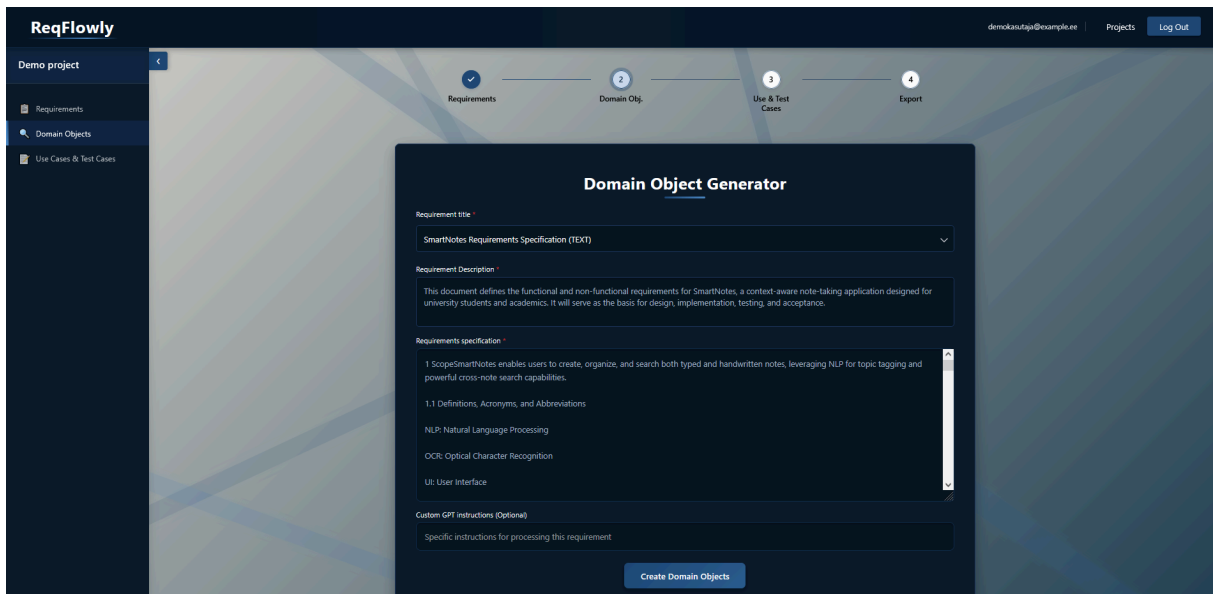 ReqFlowly
demokasutaja@example.ee
Projects
Log Out
Demo project
Requirements
Domain Objects
Use Cases & Test Cases
Requirements
2
Domain Obj.
3
Use & Test
Cases
4
Export
Domain Object Generator
Requirement title *
SmartNotes Requirements Specification (TEXT)
Requirement Description *
This document defines the functional and non-functional requirements for SmartNotes, a context-aware note-taking application designed for
university students and academics. It will serve as the basis for design, implementation, testing, and acceptance.
Requirements specification *
1 ScopeSmartNotes enables users to create, organize, and search both typed and handwritten notes, leveraging NLP for topic tagging and
powerful cross-note search capabilities.
1.1 Definitions, Acronyms, and Abbreviations
NLP: Natural Language Processing
OCR: Optical Character Recognition
UI: User Interface
Custom GPT instructions (Optional)
Specific instructions for processing this requirement
Create Domain Objects